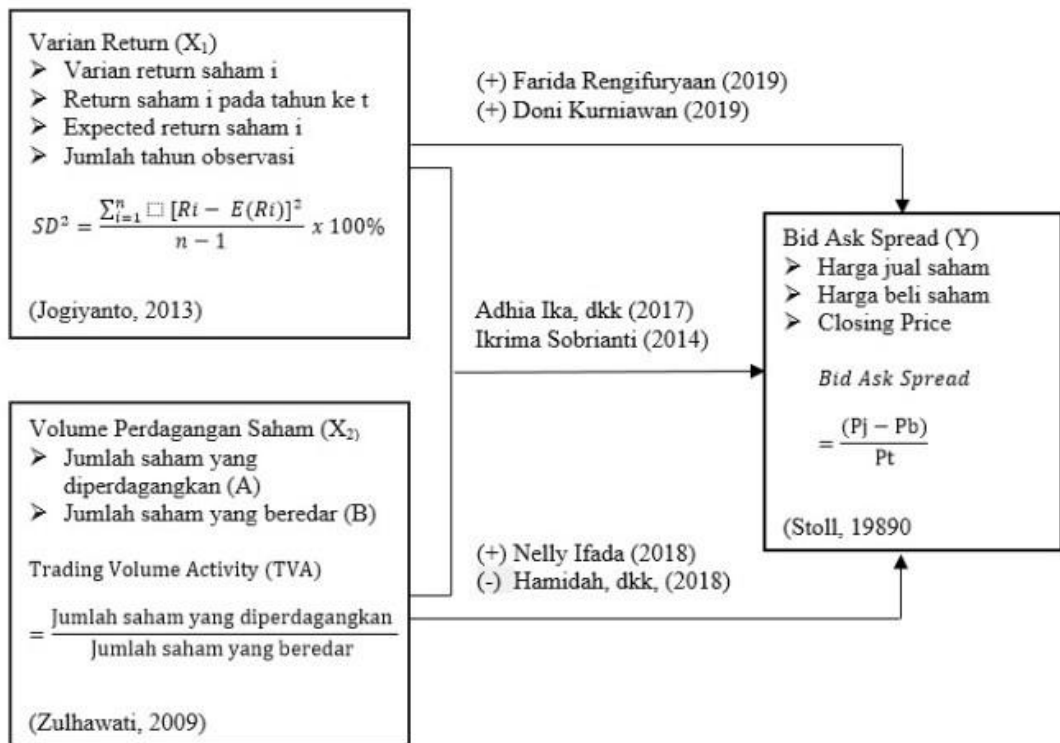 Varian Return (X₁)
➢ Varian return saham i
➢ Return saham i pada tahun ke t
➢ Expected return saham i
➢ Jumlah tahun observasi
SD² = ∑ⁿᵢ₌₁ □ [Ri − E(Ri)]² / n − 1 x 100%
(Jogiyanto, 2013)
(+) Farida Rengifuryaan (2019)
(+) Doni Kurniawan (2019)
Adhia Ika, dkk (2017)
Ikrima Sobrianti (2014)
Bid Ask Spread (Y)
➢ Harga jual saham
➢ Harga beli saham
➢ Closing Price
Bid Ask Spread
= (Pj − Pb) / Pt
(Stoll, 19890
Volume Perdagangan Saham (X₂)
➢ Jumlah saham yang
diperdagangkan (A)
➢ Jumlah saham yang beredar (B)
Trading Volume Activity (TVA)
= Jumlah saham yang diperdagangkan / Jumlah saham yang beredar
(Zulhawati, 2009)
(+) Nelly Ifada (2018)
(-) Hamidah, dkk, (2018)